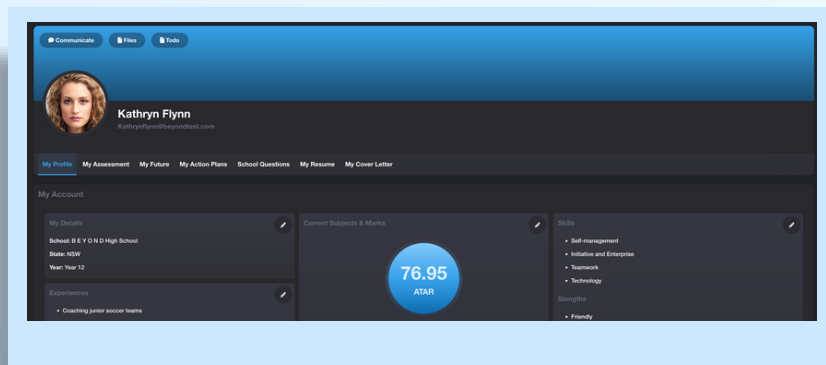 Communicate Files Todo
Kathryn Flynn
Kathrynflynn@beyondtest.com
My Profile My Assessment My Future My Action Plans School Questions My Resume My Cover Letter
My Account
My Details
School: B E Y O N D High School
State: NSW
Year: Year 12
Experiences
• Coaching junior soccer teams
Current Subjects & Marks
76.95
ATAR
Skills
• Self-management
• Initiative and Enterprise
• Teamwork
• Technology
Strengths
• Friendly